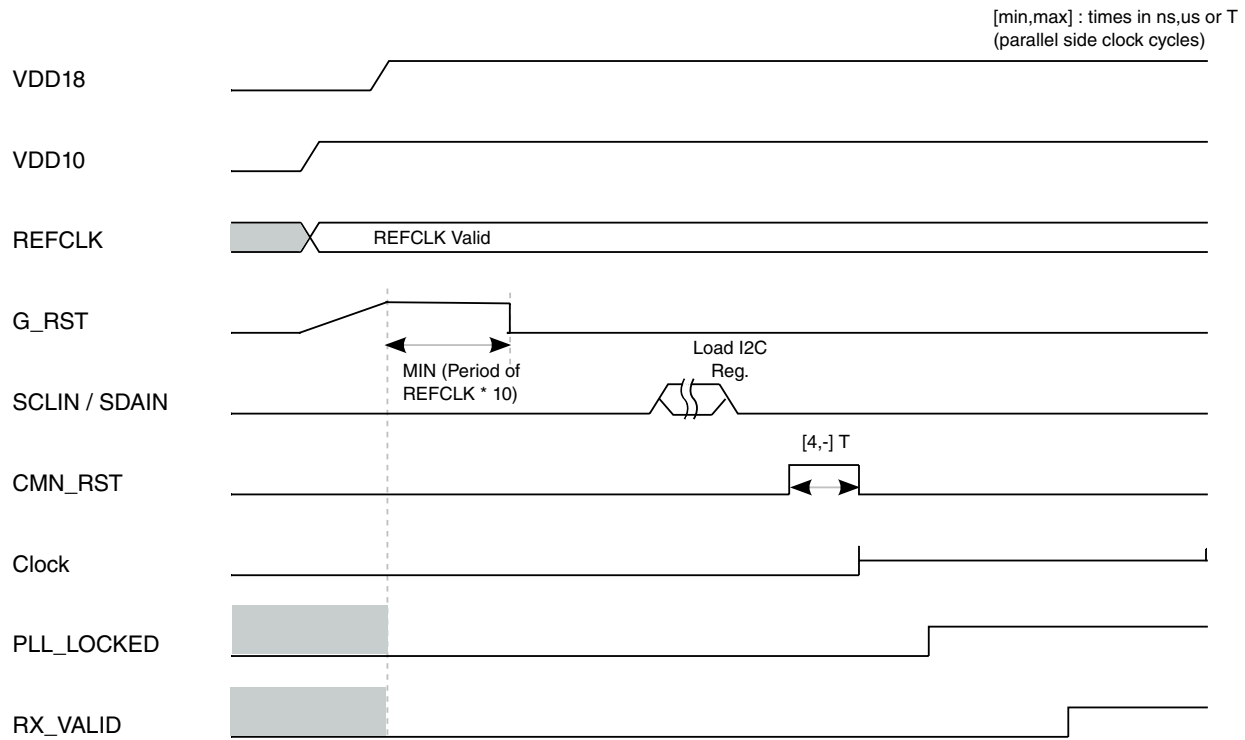 [min,max] : times in ns,us or T
(parallel side clock cycles)
VDD18
VDD10
REFCLK
REFCLK Valid
G_RST
MIN (Period of
REFCLK * 10)
Load I2C
Reg.
SCLIN / SDAIN
[4,-] T
CMN_RST
Clock
PLL_LOCKED
RX_VALID